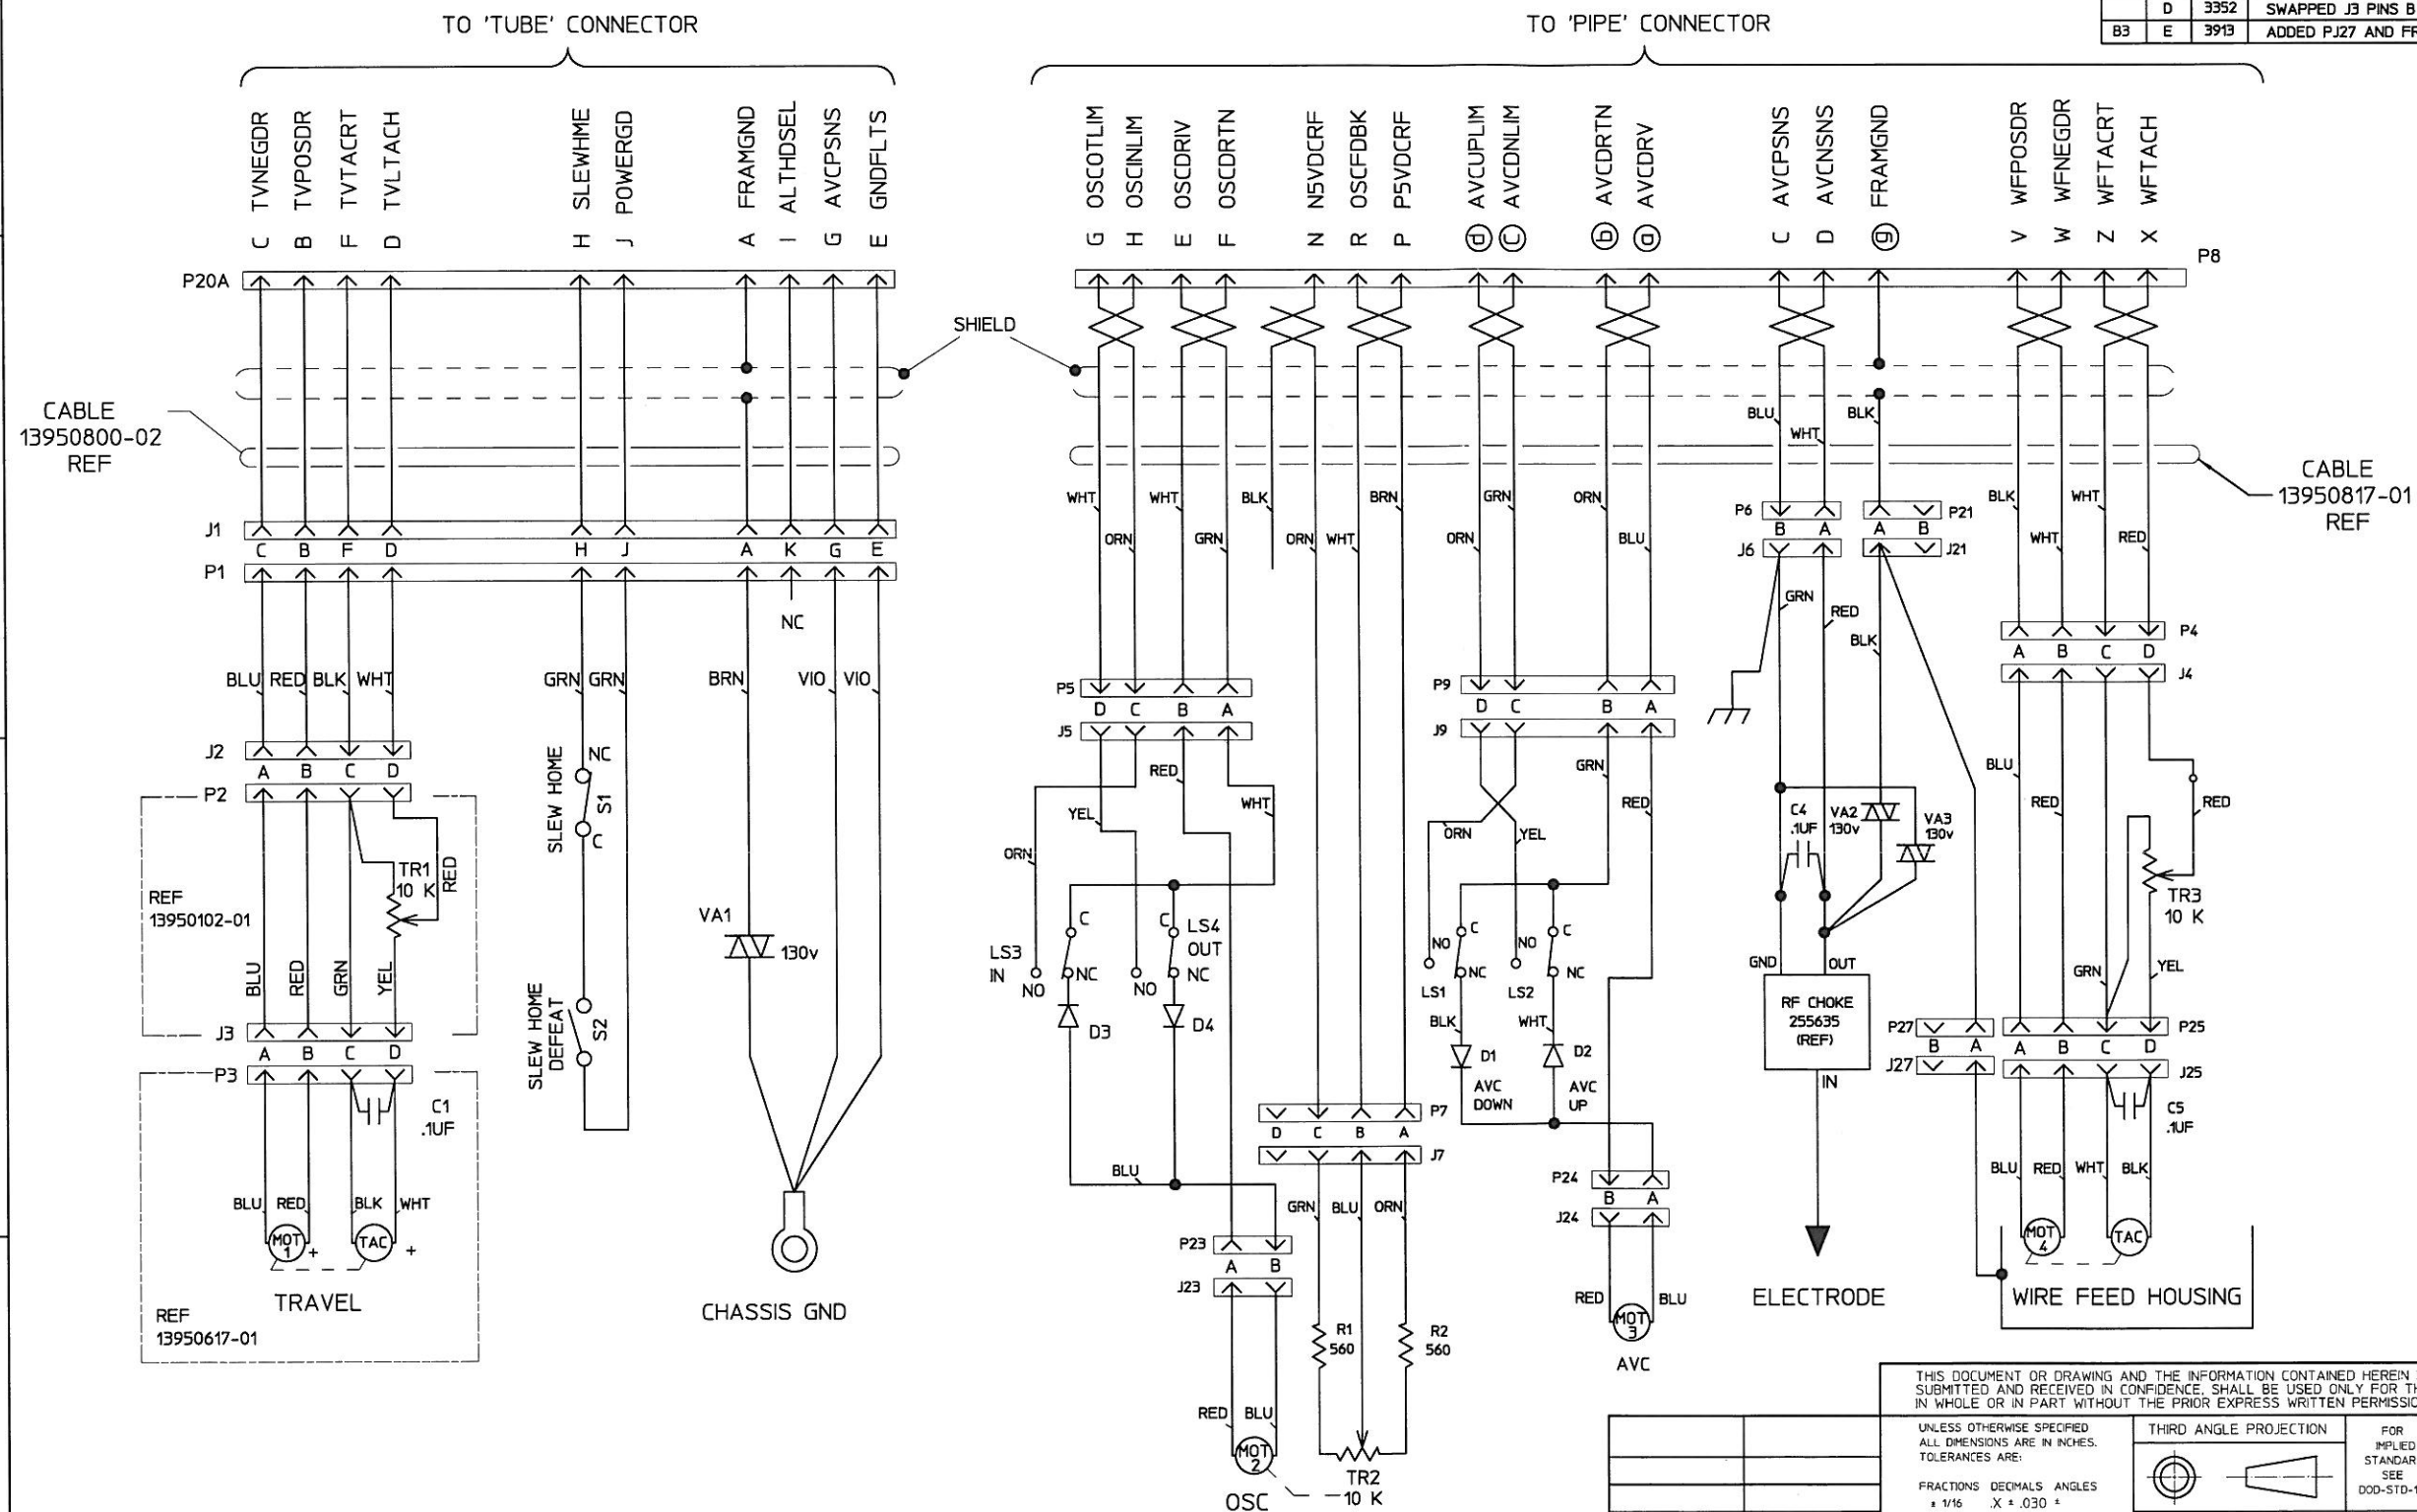 D 3352 SWAPPED J3 PINS B
B3 E 3913 ADDED PJ27 AND FR
TO 'TUBE' CONNECTOR
TO 'PIPE' CONNECTOR
TVNEGDR TVPOSDR TVTACRT TVLTACH SLEWHME POWERGD FRAMGND ALTHDSEL AVCPSNS GNDFLTS
C B F D H J A I G E
OSCOTLIM OSCINLIM OSCDRIV OSCDRTN N5VDCRF OSCFDBK P5VDCRF AVCUPLIM AVCDNLIM AVCDRTN AVCDRV AVCPSNS AVCNSNS FRAMGND WFPOSDR WFNEGDR WFTACRT WFTACH
G H E F N R P d C b a C D g V W Z X
P20A
P8
SHIELD
CABLE
13950800-02
REF
CABLE
13950817-01
REF
BLU WHT BLK
WHT ORN WHT GRN BLK ORN WHT BRN ORN GRN ORN BLU
BLK WHT WHT RED
J1
C B F D H J A K G E
P1
NC
P6 B A
J6
P21 A B
J21
GRN RED BLK
P4
A B C D
J4
BLU RED BLK WHT GRN GRN BRN VIO VIO
P5
D C B A
J5
P9
D C B A
J9
J2
A B C D
P2
SLEW HOME
NC
S1
C
RED WHT YEL ORN
GRN RED ORN YEL
BLU RED RED
C4
.1UF
VA2
130v
VA3
130v
TR1
10 K
RED
REF
13950102-01
BLU RED GRN YEL
VA1
130v
LS3
IN
NO
C
NC
C
LS4
OUT
NC
NO
D3
D4
NO
C
NC
LS1
NO
C
NC
LS2
BLK
WHT
D1
D2
AVC
DOWN
AVC
UP
GND
OUT
RF CHOKE
255635
(REF)
IN
TR3
10 K
GRN
YEL
J3
A B C D
P3
SLEW HOME
DEFEAT
S2
C1
.1UF
P27
B A
J27
P25
A B C D
J25
C5
.1UF
P7
D C B A
J7
BLU
GRN BLU ORN
P24
B A
J24
BLU RED WHT BLK
BLU RED BLK WHT
MOT
1
+
TAC
+
TRAVEL
REF
13950617-01
CHASSIS GND
P23
A B
J23
R1
560
R2
560
RED BLU
MOT
3
AVC
ELECTRODE
MOT
4
TAC
WIRE FEED HOUSING
RED BLU
MOT
2
OSC
TR2
10 K
THIS DOCUMENT OR DRAWING AND THE INFORMATION CONTAINED HEREIN
SUBMITTED AND RECEIVED IN CONFIDENCE, SHALL BE USED ONLY FOR TH
IN WHOLE OR IN PART WITHOUT THE PRIOR EXPRESS WRITTEN PERMISSIO
UNLESS OTHERWISE SPECIFIED
ALL DIMENSIONS ARE IN INCHES.
TOLERANCES ARE:
FRACTIONS DECIMALS ANGLES
± 1/16 .X ± .030 ±
THIRD ANGLE PROJECTION
FOR
IMPLIED
STANDAR
SEE
DOD-STD-1